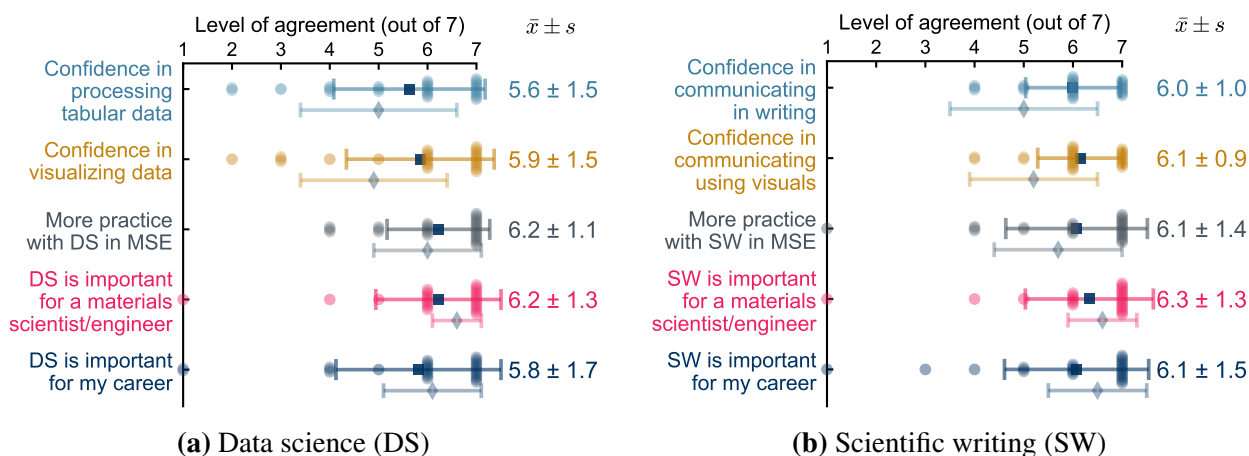 Level of agreement (out of 7)
x̄ ± s
1 2 3 4 5 6 7
Confidence in
processing
tabular data
5.6 ± 1.5
Confidence in
visualizing data
5.9 ± 1.5
More practice
with DS in MSE
6.2 ± 1.1
DS is important
for a materials
scientist/engineer
6.2 ± 1.3
DS is important
for my career
5.8 ± 1.7
(a) Data science (DS)
Level of agreement (out of 7)
x̄ ± s
1 2 3 4 5 6 7
Confidence in
communicating
in writing
6.0 ± 1.0
Confidence in
communicating
using visuals
6.1 ± 0.9
More practice
with SW in MSE
6.1 ± 1.4
SW is important
for a materials
scientist/engineer
6.3 ± 1.3
SW is important
for my career
6.1 ± 1.5
(b) Scientific writing (SW)